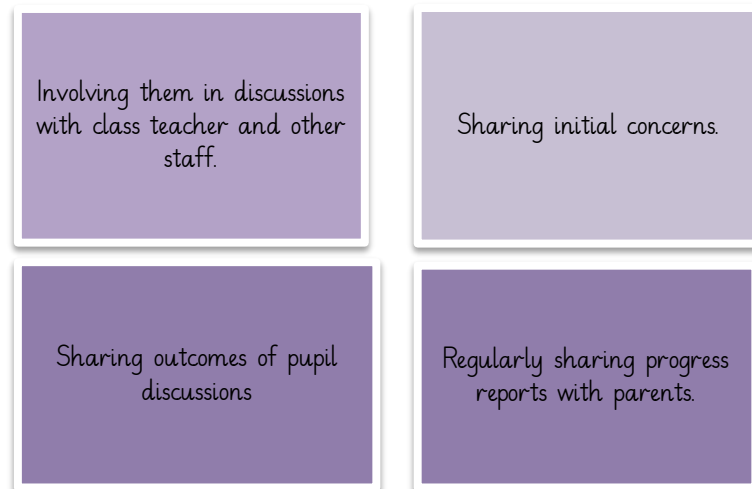 Involving them in discussions
with class teacher and other
staff.
Sharing initial concerns.
Sharing outcomes of pupil
discussions
Regularly sharing progress
reports with parents.